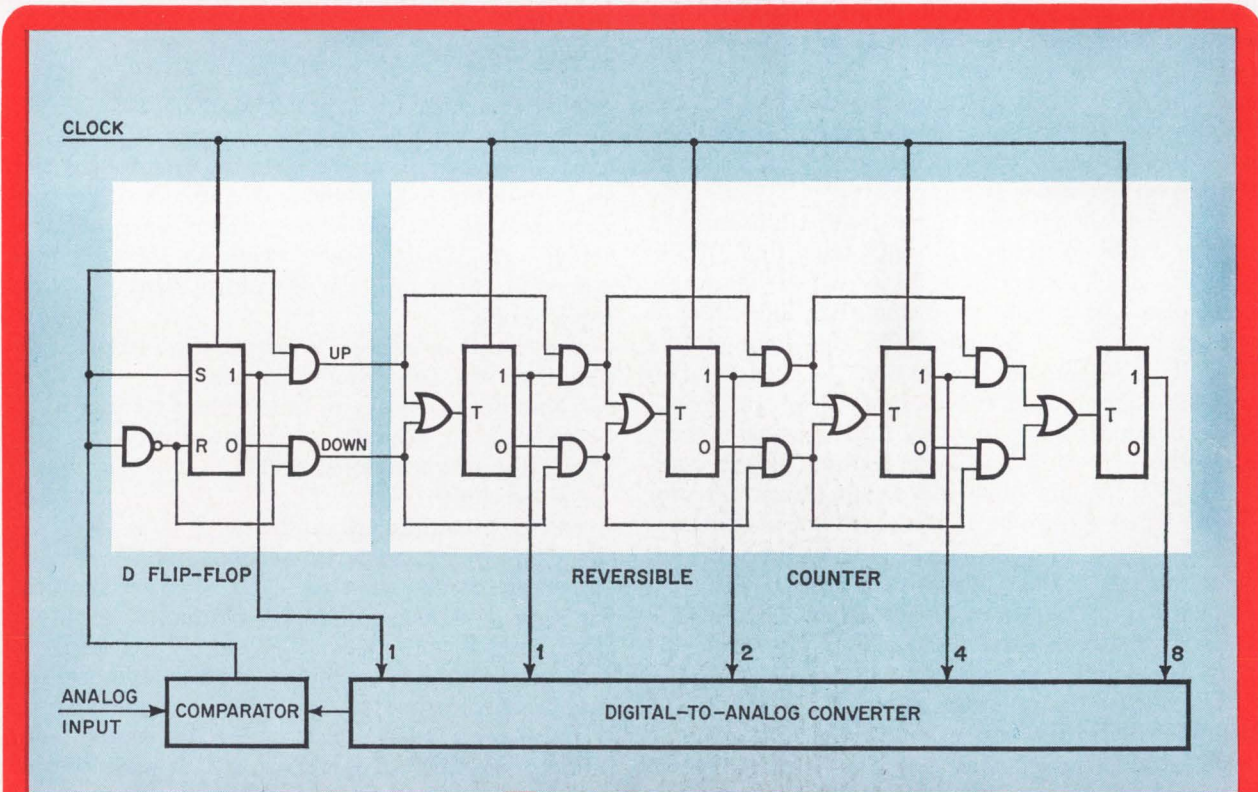 CLOCK
UP
S 1
T 1
T 1
T 1
T 1
R 0
DOWN
0
0
0
0
D FLIP-FLOP
REVERSIBLE COUNTER
1 1 2 4 8
ANALOG
INPUT
COMPARATOR
DIGITAL-TO-ANALOG CONVERTER